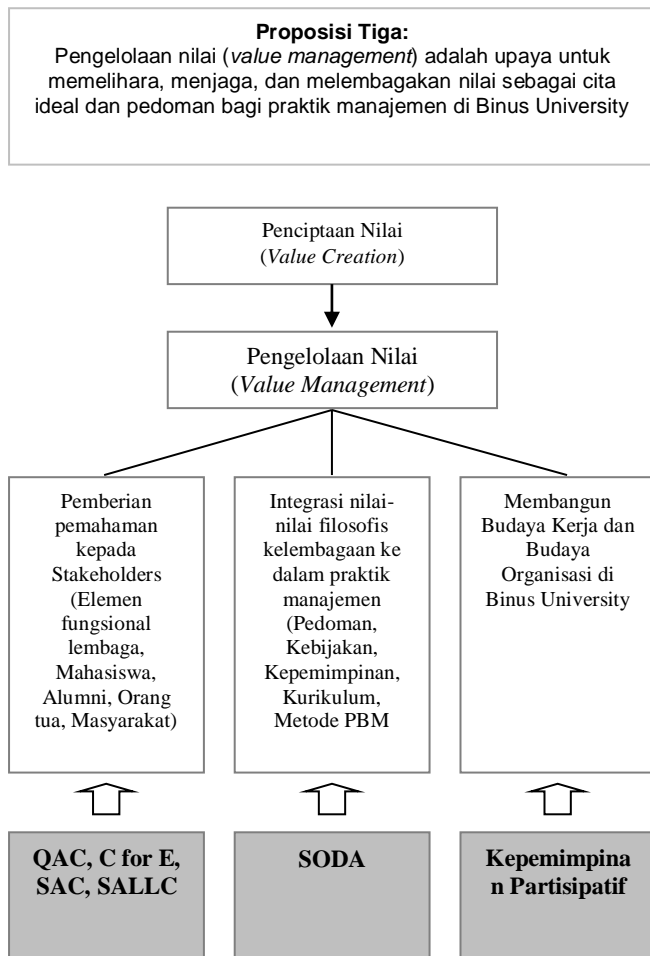 Proposisi Tiga:
Pengelolaan nilai (value management) adalah upaya untuk
memelihara, menjaga, dan melembagakan nilai sebagai cita
ideal dan pedoman bagi praktik manajemen di Binus University
Penciptaan Nilai
(Value Creation)
Pengelolaan Nilai
(Value Management)
Pemberian
pemahaman
kepada
Stakeholders
(Elemen
fungsional
lembaga,
Mahasiswa,
Alumni, Orang
tua, Masyarakat)
Integrasi nilai-
nilai filosofis
kelembagaan ke
dalam praktik
manajemen
(Pedoman,
Kebijakan,
Kepemimpinan,
Kurikulum,
Metode PBM
Membangun
Budaya Kerja dan
Budaya
Organisasi di
Binus University
QAC, C for E,
SAC, SALLC
SODA
Kepemimpina
n Partisipatif